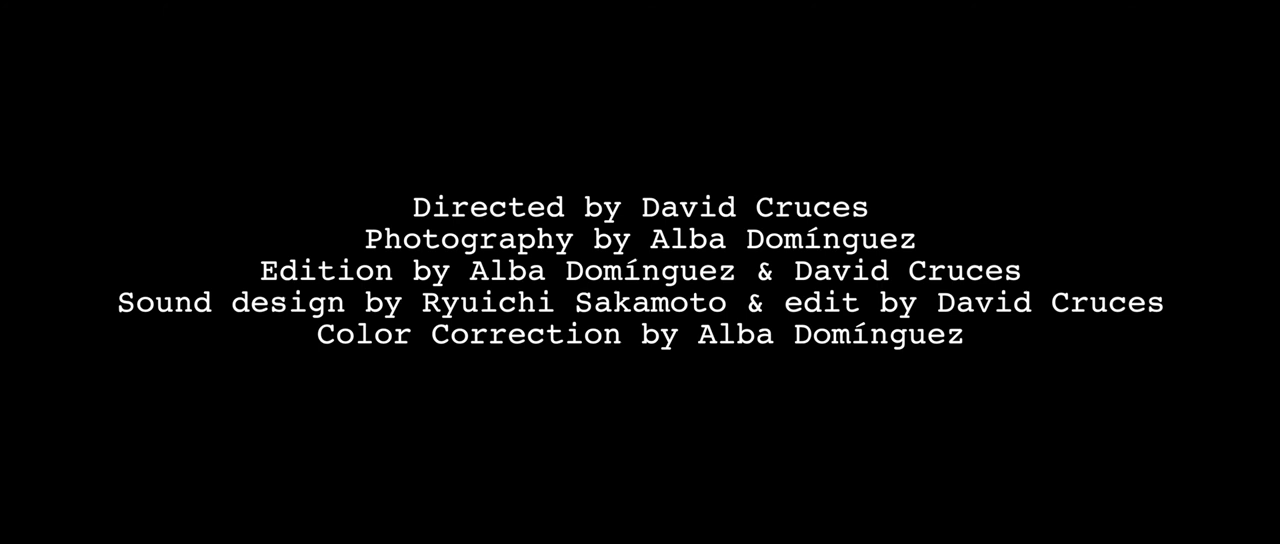 Directed by David Cruces
Photography by Alba Domínguez
Edition by Alba Domínguez & David Cruces
Sound design by Ryuichi Sakamoto & edit by David Cruces
Color Correction by Alba Domínguez